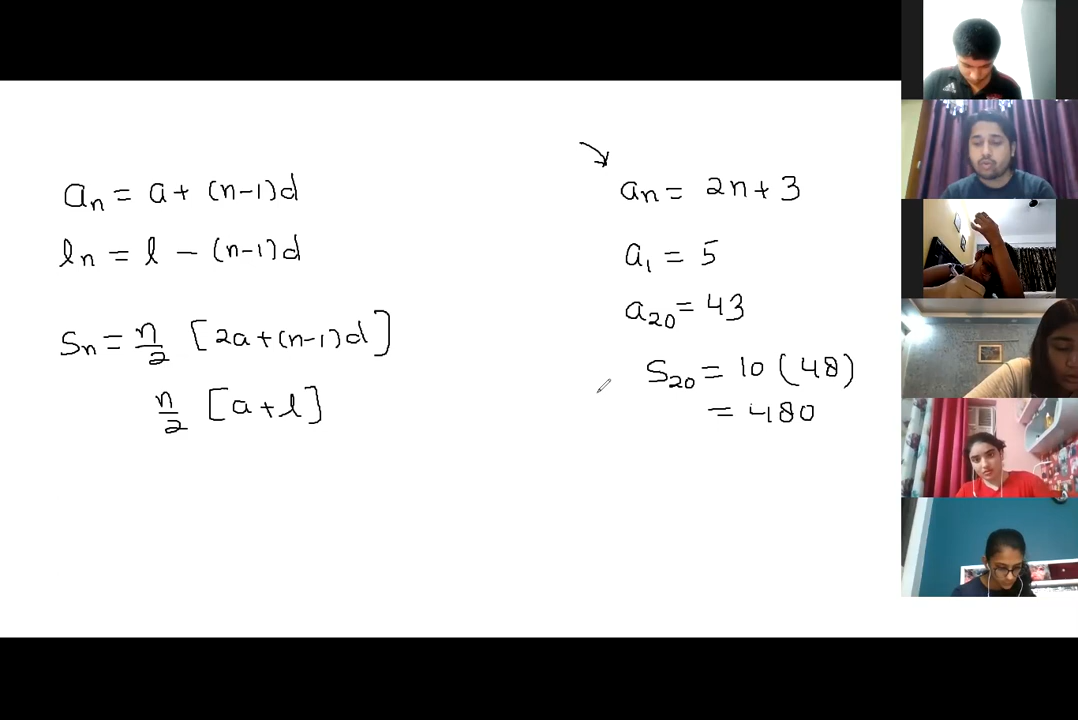 aₙ = a + (n-1)d
lₙ = l - (n-1)d
Sₙ = n/2 [2a + (n-1)d]
n/2 [a + l]
aₙ = 2n + 3
a₁ = 5
a₂₀ = 43
S₂₀ = 10 (48)
= 480